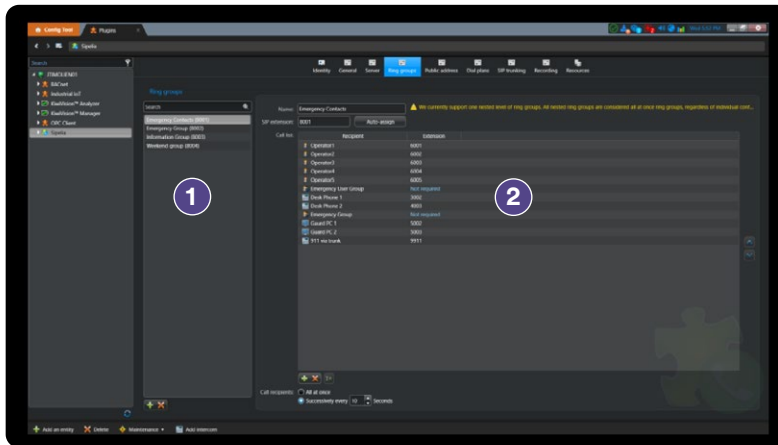 Config Tool
Plugins
Sipelia
Search
BACnet
Industrial IoT
KiwiVision™ Analyzer
KiwiVision™ Manager
OPC Client
Sipelia
Identity General Server Ring groups Public address Dial plans SIP trunking Recording Resources
Ring groups
Search
Emergency Contacts (8001)
Emergency Group (8002)
Information Group (8003)
Weekend group (8004)
1
Name: Emergency Contacts
We currently support one nested level of ring groups. All nested ring groups are considered all at once ring groups, regardless of individual conf...
SIP extension: 8001 Auto-assign
Call list:
Recipient Extension
Operator1 6001
Operator2 6002
Operator3 6003
Operator4 6004
Operator5 6005
Emergency User Group Not required
Desk Phone 1 3002
Desk Phone 2 4003
Emergency Group Not required
Guard PC 1 5002
Guard PC 2 5003
911 via trunk 9911
2
Call recipients: All at once
Successively every 10 seconds
Add an entity Delete Maintenance Add intercom